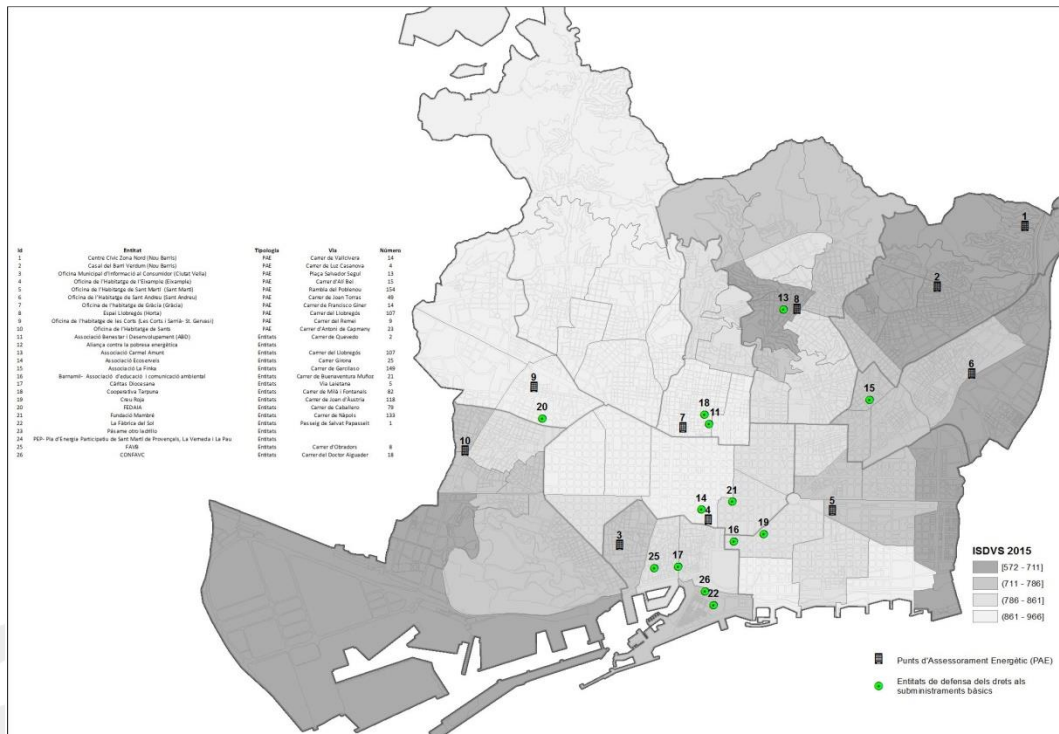 Id Entitat Tipologia Via Número
1 Centre Cívic Zona Nord (Nou Barris) PAE Carrer de Vallcivera 14
2 Casal del Barri Verdum (Nou Barris) PAE Carrer de Luz Casanova 4
3 Oficina Municipal d'Informació al Consumidor (Ciutat Vella) PAE Plaça Salvador Seguí 13
4 Oficina de l'Habitatge de l'Eixample (Eixample) PAE Carrer d'Alí Bei 15
5 Oficina de l'Habitatge de Sant Martí (Sant Martí) PAE Rambla del Poblenou 154
6 Oficina de l'Habitatge de Sant Andreu (Sant Andreu) PAE Carrer de Joan Torras 49
7 Oficina de l'habitatge de Gràcia (Gràcia) PAE Carrer de Francisco Giner 14
8 Espai Llobregós (Horta) PAE Carrer del Llobregós 107
9 Oficina de l'habitatge de les Corts (Les Corts i Sarrià- St. Gervasi) PAE Carrer del Remei 9
10 Oficina de l'Habitatge de Sants PAE Carrer d'Antoni de Capmany 23
11 Associació Benestar i Desenvolupament (ABD) Entitats Carrer de Quevedo 2
12 Aliança contra la pobresa energètica Entitats
13 Associació Carmel Amunt Entitats Carrer del Llobregós 107
14 Associació Ecoserveis Entitats Carrer Girona 25
15 Associació La Finka Entitats Carrer de Garcilaso 149
16 Barnamil- Associació d'educació i comunicació ambiental Entitats Carrer de Buenaventura Muñoz 21
17 Càritas Diocesana Entitats Via Laietana 5
18 Cooperativa Tarpuna Entitats Carrer de Milà i Fontanals 62
19 Creu Roja Entitats Carrer de Joan d'Àustria 118
20 FEDAIA Entitats Carrer de Caballero 79
21 Fundació Mambré Entitats Carrer de Nàpols 133
22 La Fàbrica del Sol Entitats Passeig de Salvat Papasseit 1
23 Pásame otro ladrillo Entitats
24 PEP- Pla d'Energia Participatiu de Sant Martí de Provençals, La Verneda i La Pau Entitats
25 FAVB Entitats Carrer d'Obradors 6
26 CONFAVC Entitats Carrer del Doctor Aiguader 18
1
2
13
8
6
15
9
20
18
11
7
10
21
14
4
5
19
16
3
25
17
26
22
ISDVS 2015
[572 - 711]
(711 - 786]
(786 - 861]
(861 - 966]
Punts d'Assessorament Energètic (PAE)
Entitats de defensa dels drets als
subministraments bàsics